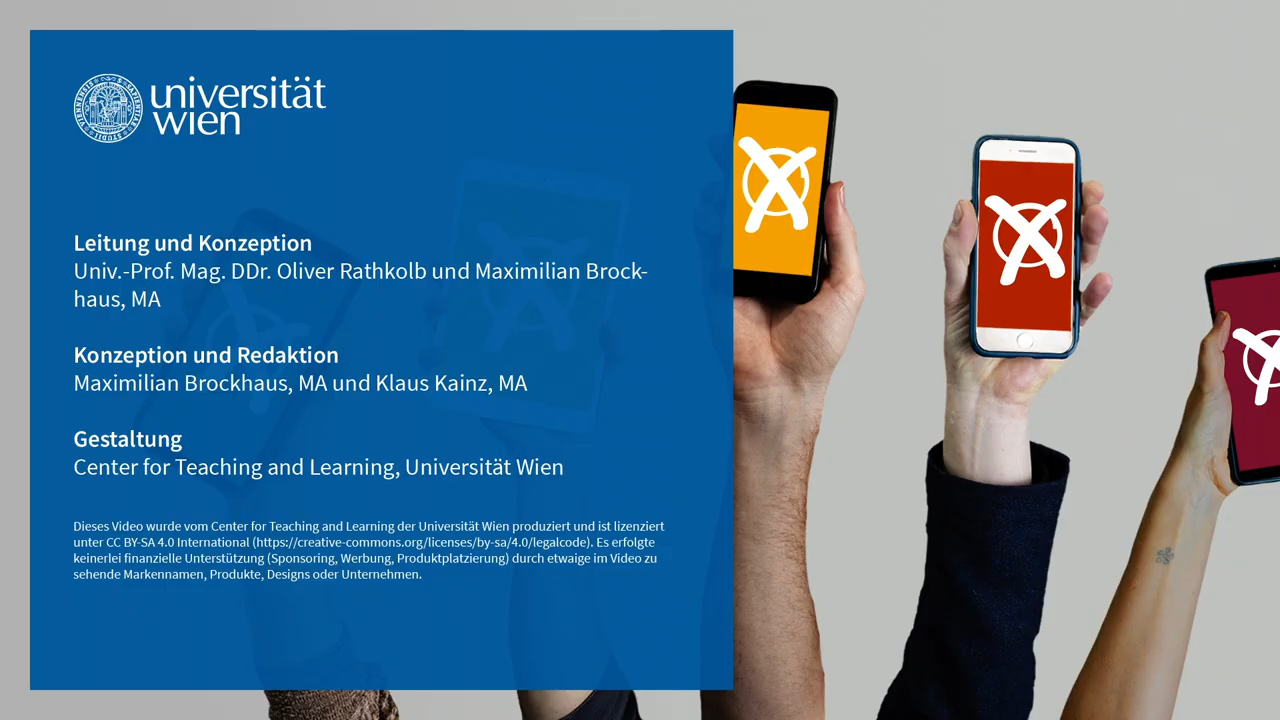 universität
wien
Leitung und Konzeption
Univ.-Prof. Mag. DDr. Oliver Rathkolb und Maximilian Brock-
haus, MA
Konzeption und Redaktion
Maximilian Brockhaus, MA und Klaus Kainz, MA
Gestaltung
Center for Teaching and Learning, Universität Wien
Dieses Video wurde vom Center for Teaching and Learning der Universität Wien produziert und ist lizenziert
unter CC BY-SA 4.0 International (https://creative-commons.org/licenses/by-sa/4.0/legalcode). Es erfolgte
keinerlei finanzielle Unterstützung (Sponsoring, Werbung, Produktplatzierung) durch etwaige im Video zu
sehende Markennamen, Produkte, Designs oder Unternehmen.